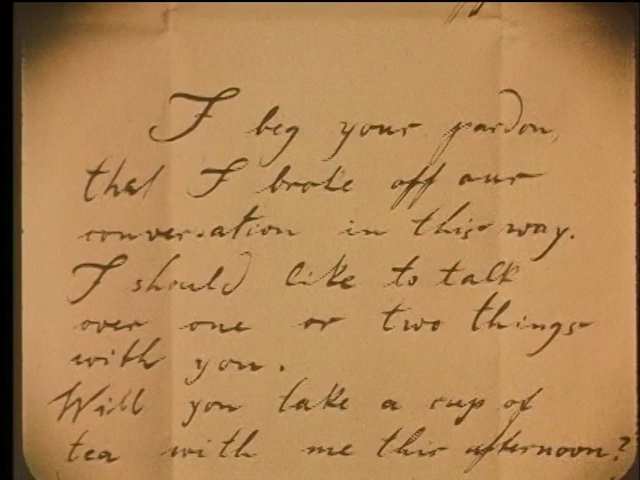 I beg your pardon,
that I broke off our
conversation in this way.
I should like to talk
over one or two things
with you.
Will you take a cup of
tea with me this afternoon?